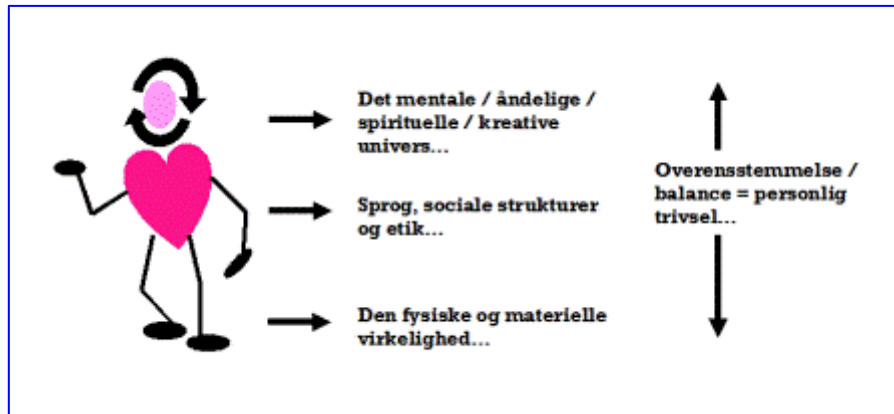 Det mentale / åndelige /
spirituelle / kreative
univers...
Sprog, sociale strukturer
og etik...
Den fysiske og materielle
virkelighed...
Overensstemmelse /
balance = personlig
trivsel...